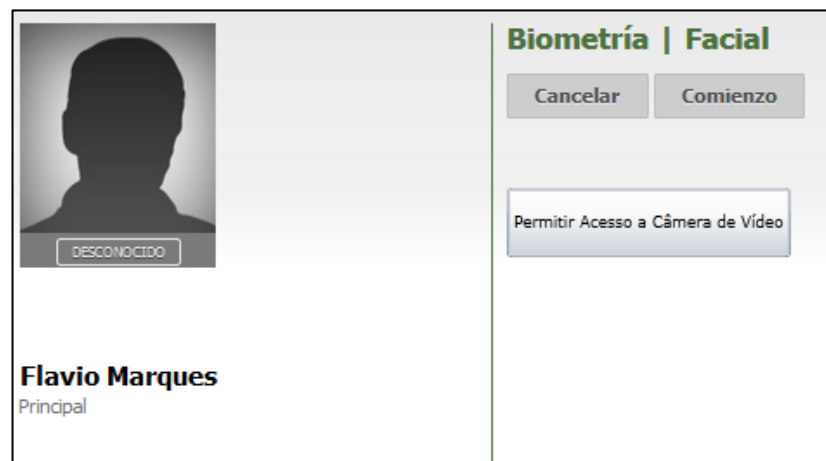 DESCONOCIDO
Flavio Marques
Principal
Biometría | Facial
Cancelar Comienzo
Permitir Acesso a Câmera de Vídeo